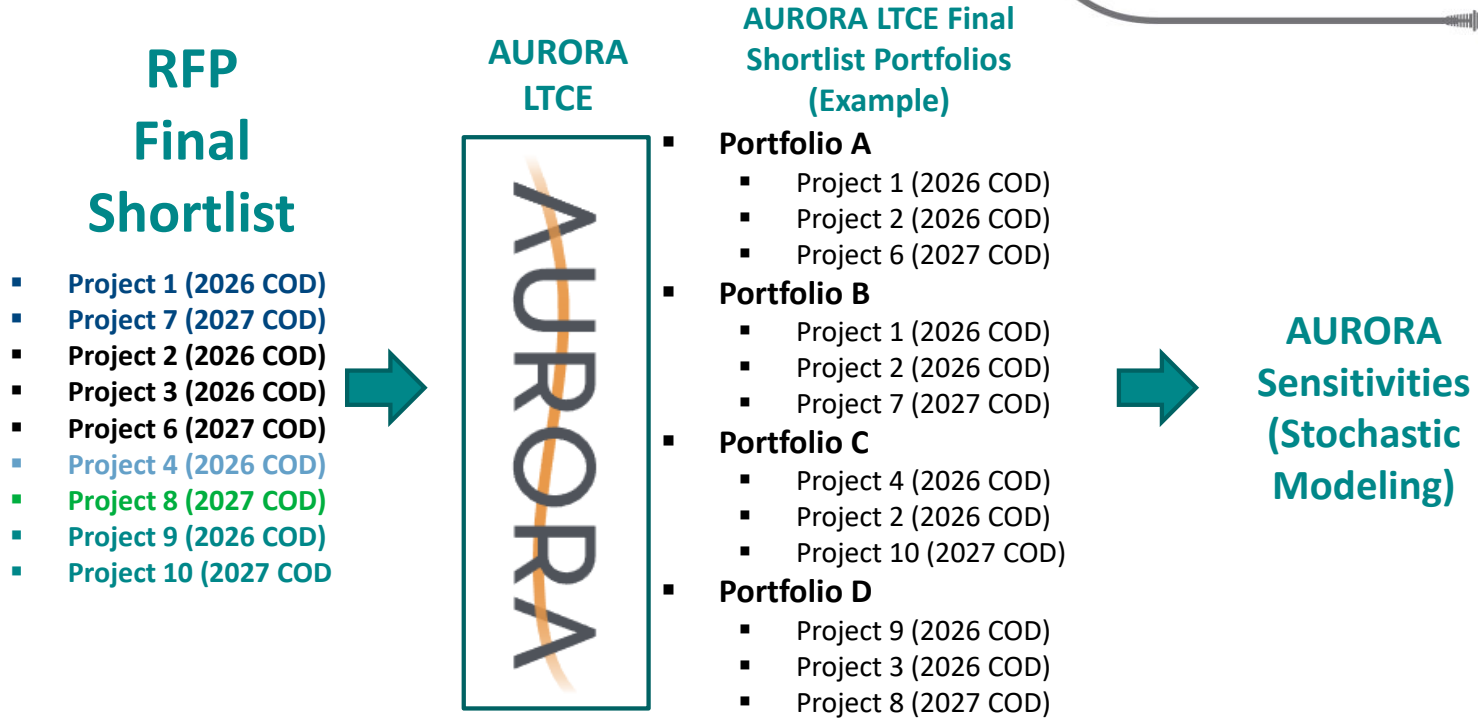 RFP
Final
Shortlist
▪ Project 1 (2026 COD)
▪ Project 7 (2027 COD)
▪ Project 2 (2026 COD)
▪ Project 3 (2026 COD)
▪ Project 6 (2027 COD)
▪ Project 4 (2026 COD)
▪ Project 8 (2027 COD)
▪ Project 9 (2026 COD)
▪ Project 10 (2027 COD
AURORA
LTCE
AURORA
AURORA LTCE Final
Shortlist Portfolios
(Example)
▪ Portfolio A
▪ Project 1 (2026 COD)
▪ Project 2 (2026 COD)
▪ Project 6 (2027 COD)
▪ Portfolio B
▪ Project 1 (2026 COD)
▪ Project 2 (2026 COD)
▪ Project 7 (2027 COD)
▪ Portfolio C
▪ Project 4 (2026 COD)
▪ Project 2 (2026 COD)
▪ Project 10 (2027 COD)
▪ Portfolio D
▪ Project 9 (2026 COD)
▪ Project 3 (2026 COD)
▪ Project 8 (2027 COD)
AURORA
Sensitivities
(Stochastic
Modeling)